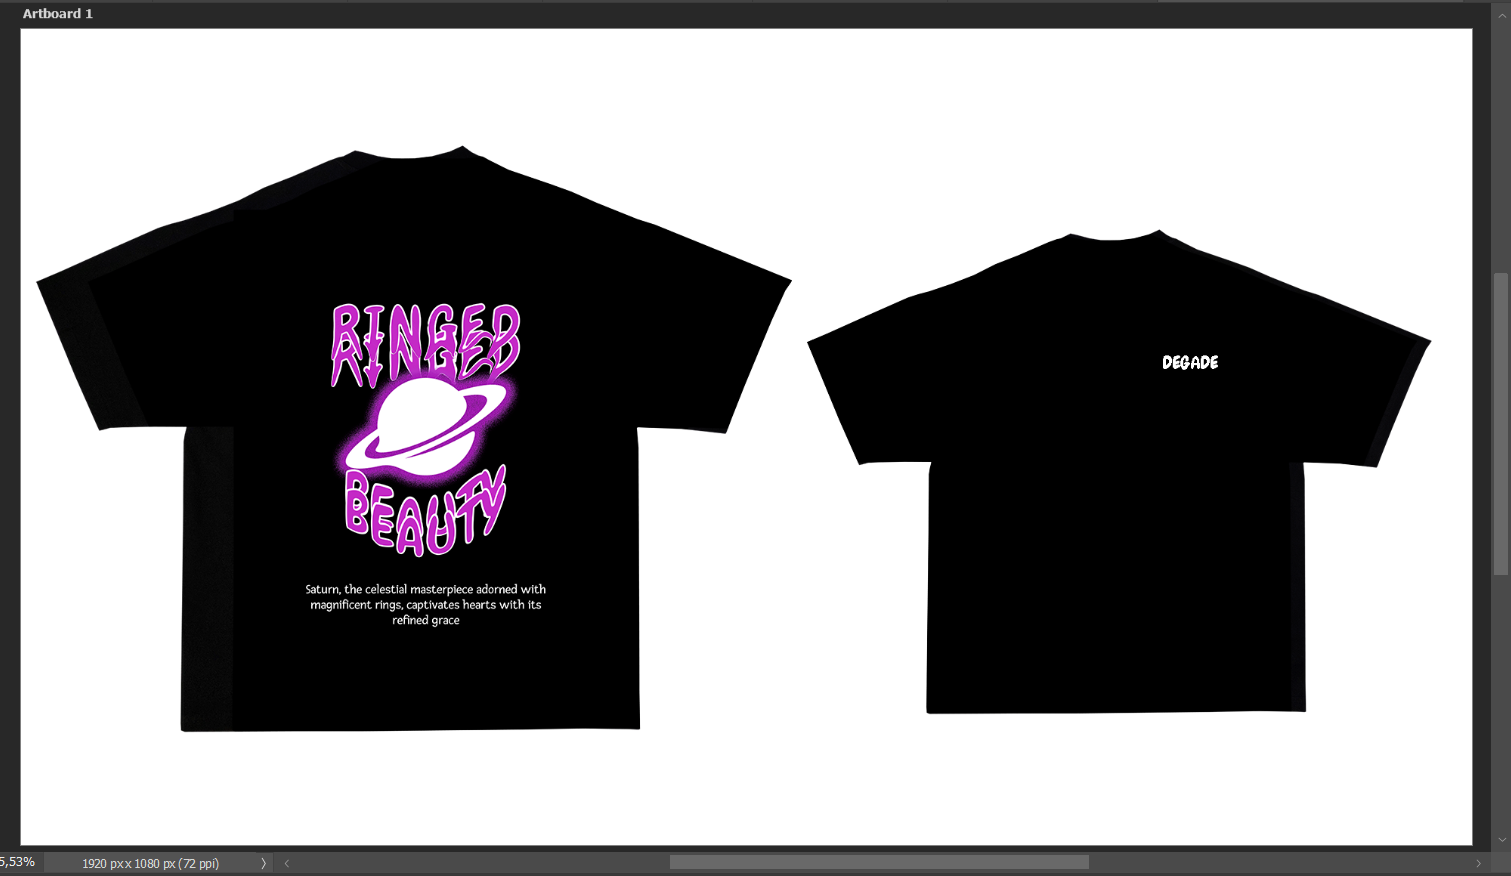 Artboard 1
RINGED
BEAUTY
Saturn, the celestial masterpiece adorned with
magnificent rings, captivates hearts with its
refined grace
DEGADE
5,53%
1920 px x 1080 px (72 ppi)